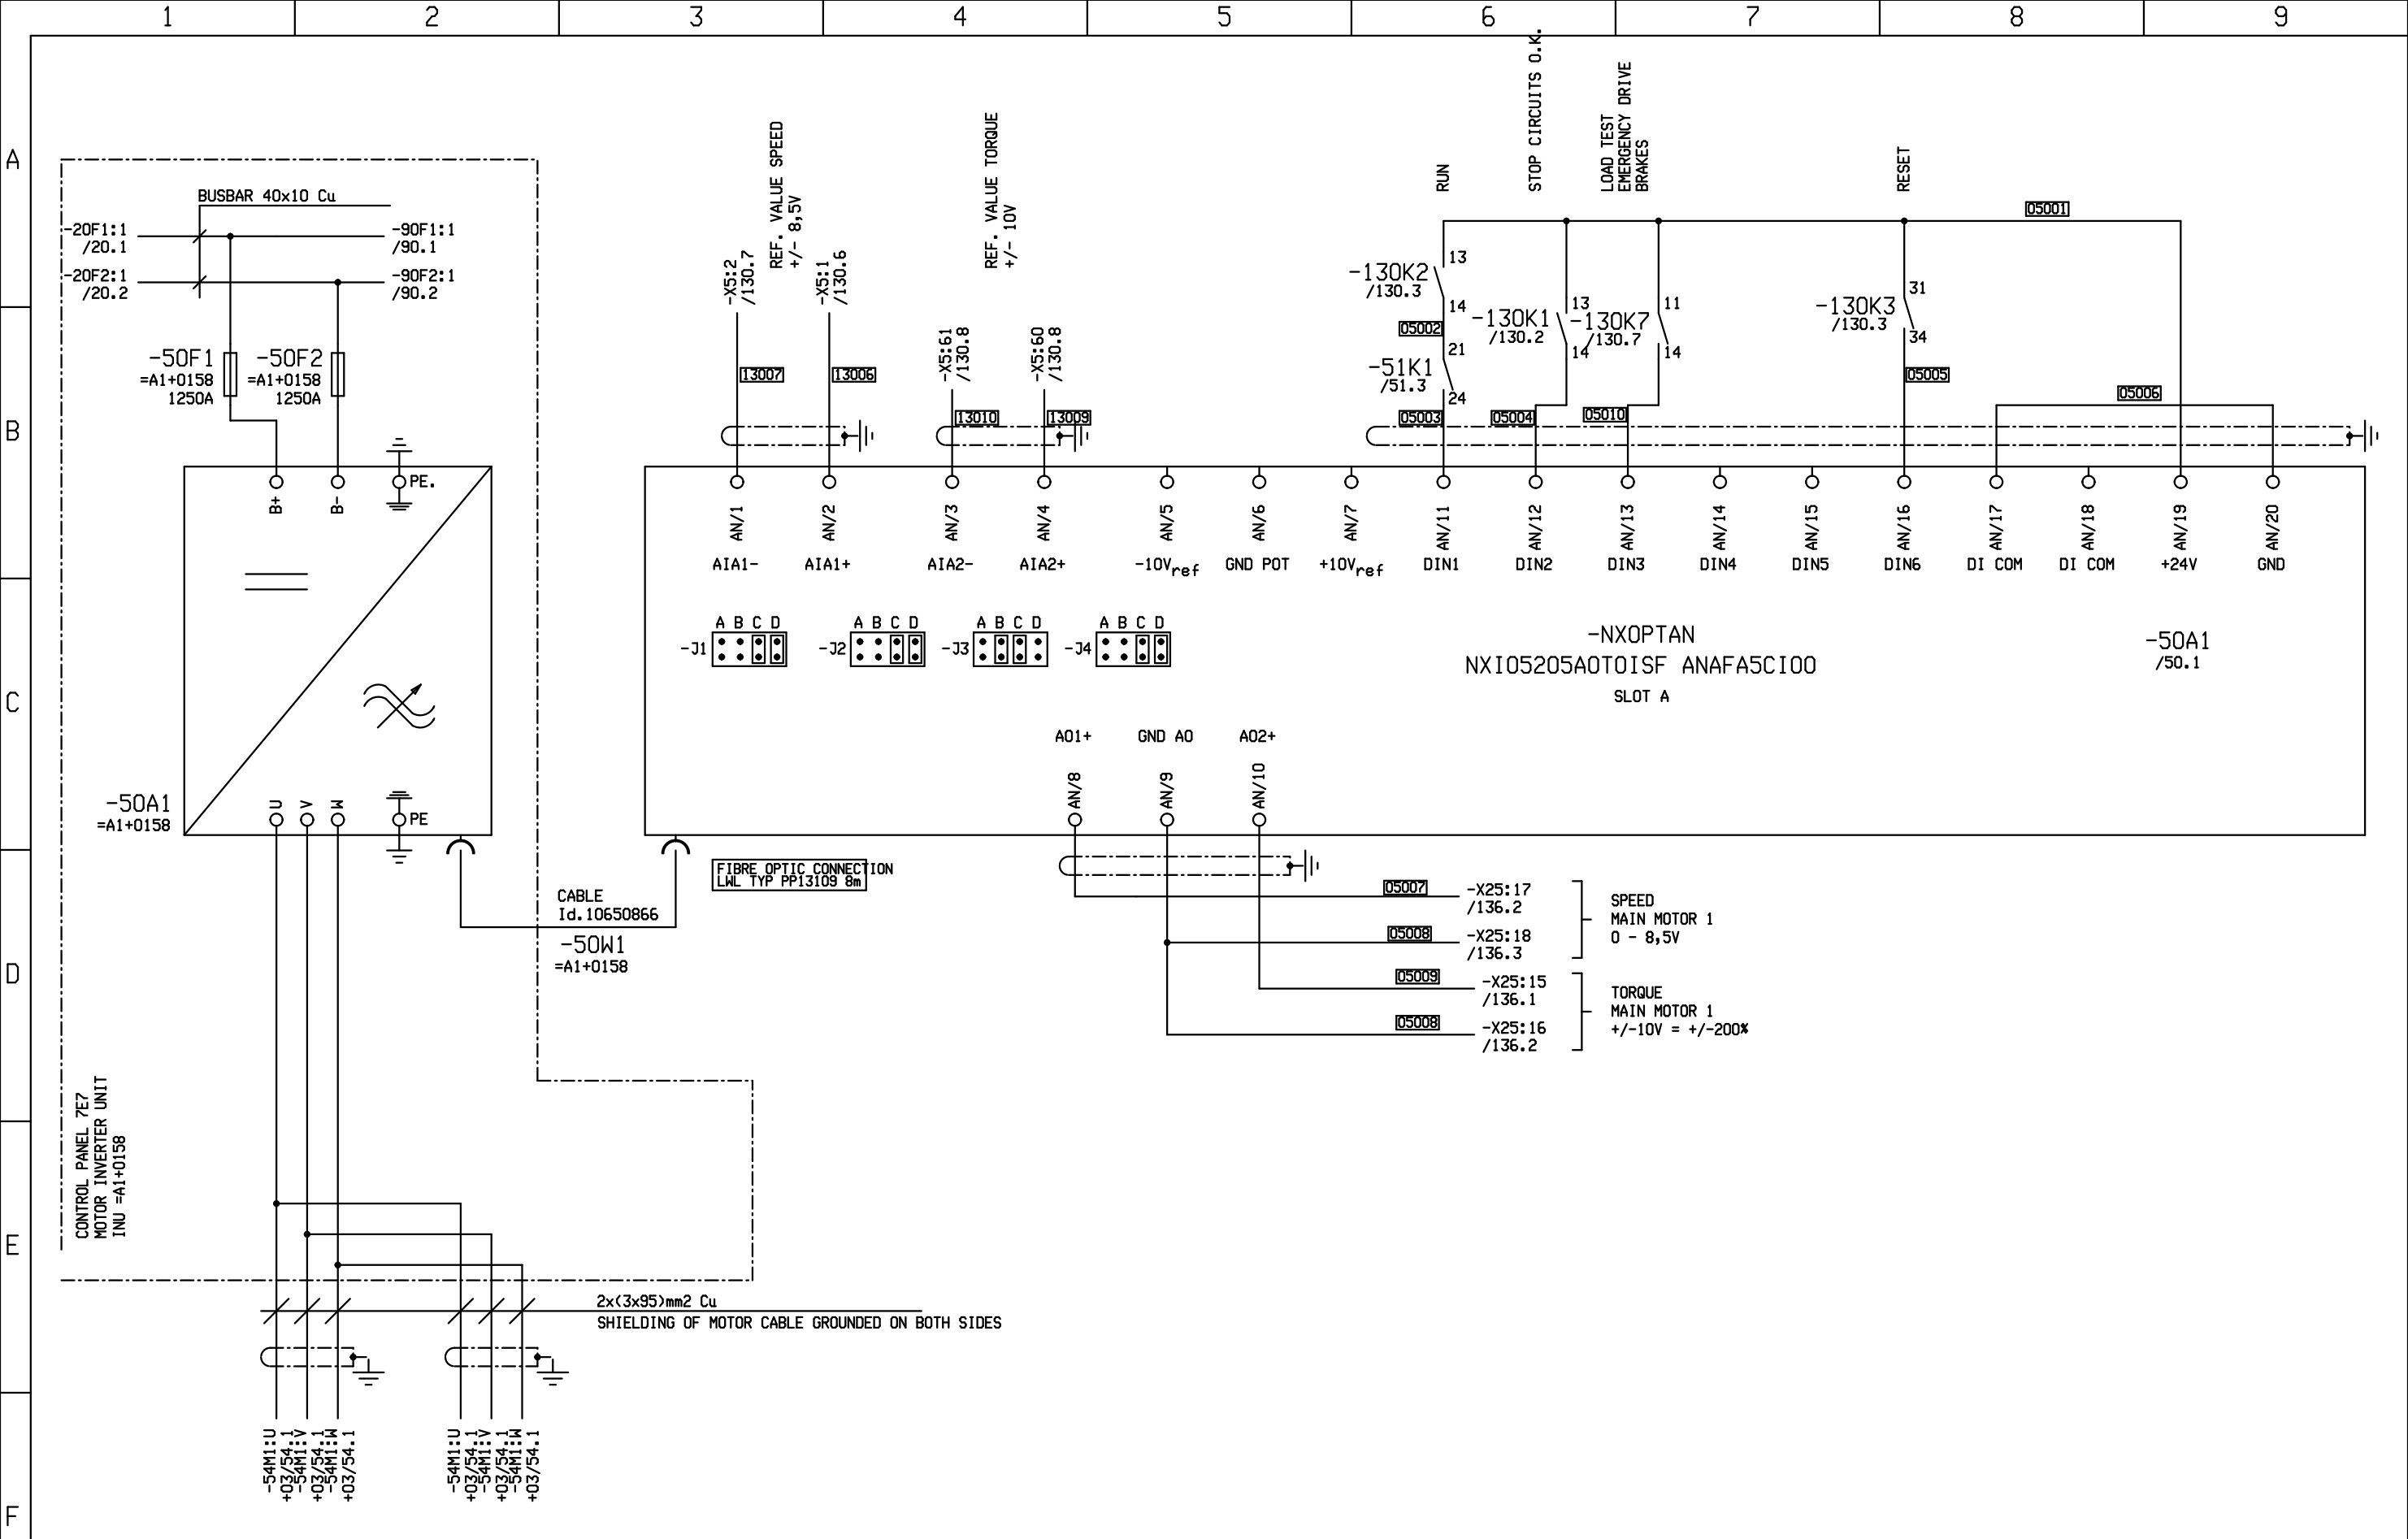 1 2 3 4 5 6 7 8 9
A
B
C
D
E
F
BUSBAR 40x10 Cu
-20F1:1
/20.1
-90F1:1
/90.1
-20F2:1
/20.2
-90F2:1
/90.2
-50F1
=A1+0158
1250A
-50F2
=A1+0158
1250A
B+
B-
PE.
-50A1
=A1+0158
U
V
W
PE
CABLE
Id.10650866
-50W1
=A1+0158
FIBRE OPTIC CONNECTION
LWL TYP PP13109 8m
CONTROL PANEL 7E7
MOTOR INVERTER UNIT
INU =A1+0158
2x(3x95)mm2 Cu
SHIELDING OF MOTOR CABLE GROUNDED ON BOTH SIDES
-54M1:U
+03/54.1
-54M1:V
+03/54.1
-54M1:W
+03/54.1
-54M1:U
+03/54.1
-54M1:V
+03/54.1
-54M1:W
+03/54.1
-X5:2
/130.7
REF. VALUE SPEED
+/- 8,5V
-X5:1
/130.6
REF. VALUE TORQUE
+/- 10V
-X5:61
/130.8
-X5:60
/130.8
13007
13006
13010
13009
RUN
STOP CIRCUITS O.K.
LOAD TEST
EMERGENCY DRIVE
BRAKES
RESET
05001
-130K2
/130.3
13
14
05002
-51K1
/51.3
21
24
05003
-130K1
/130.2
13
14
05004
-130K7
/130.7
11
14
05010
-130K3
/130.3
31
34
05005
05006
AN/1 AN/2 AN/3 AN/4 AN/5 AN/6 AN/7 AN/11 AN/12 AN/13 AN/14 AN/15 AN/16 AN/17 AN/18 AN/19 AN/20
AIA1- AIA1+ AIA2- AIA2+ -10Vref GND POT +10Vref DIN1 DIN2 DIN3 DIN4 DIN5 DIN6 DI COM DI COM +24V GND
A B C D
-J1
A B C D
-J2
A B C D
-J3
A B C D
-J4
-NXOPTAN
NXIO5205A0T0ISF ANAFA5CI00
SLOT A
-50A1
/50.1
AO1+ GND AO AO2+
AN/8 AN/9 AN/10
05007
-X25:17
/136.2
05008
-X25:18
/136.3
SPEED
MAIN MOTOR 1
0 - 8,5V
05009
-X25:15
/136.1
05008
-X25:16
/136.2
TORQUE
MAIN MOTOR 1
+/-10V = +/-200%